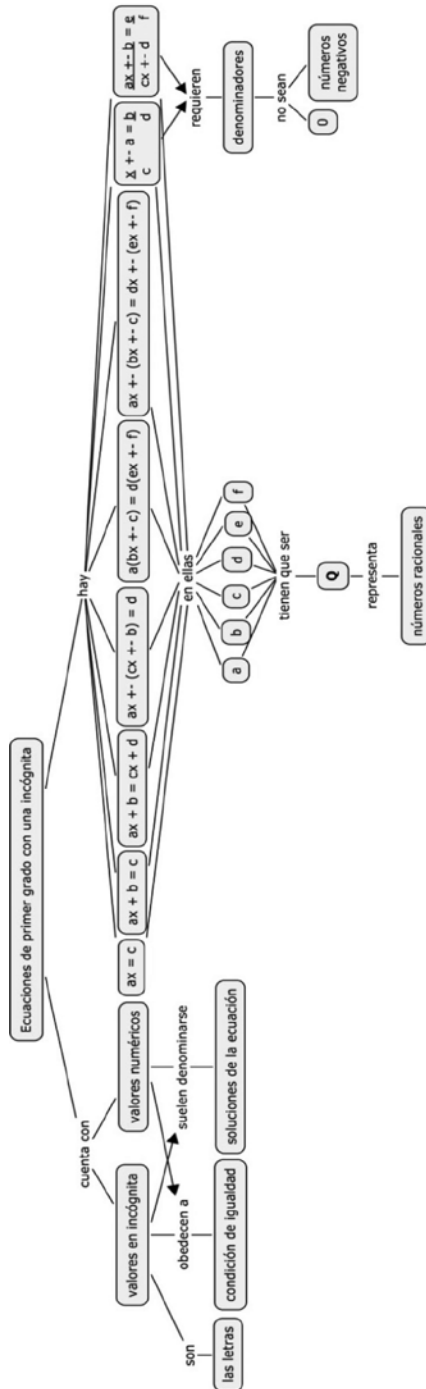 Ecuaciones de primer grado con una incógnita
cuenta con
hay
valores en incógnita
valores numéricos
ax = c
ax + b = c
ax + b = cx + d
ax +- (cx +- b) = d
a(bx +- c) = d(ex +- f)
ax +- (bx +- c) = dx +- (ex +- f)
x +- a = b
c d
ax +- b = e
cx +- d f
son
obedecen a
suelen denominarse
en ellas
requieren
las letras
condición de igualdad
soluciones de la ecuación
a
b
c
d
e
f
denominadores
tienen que ser
no sean
Q
0
números
negativos
representa
números racionales